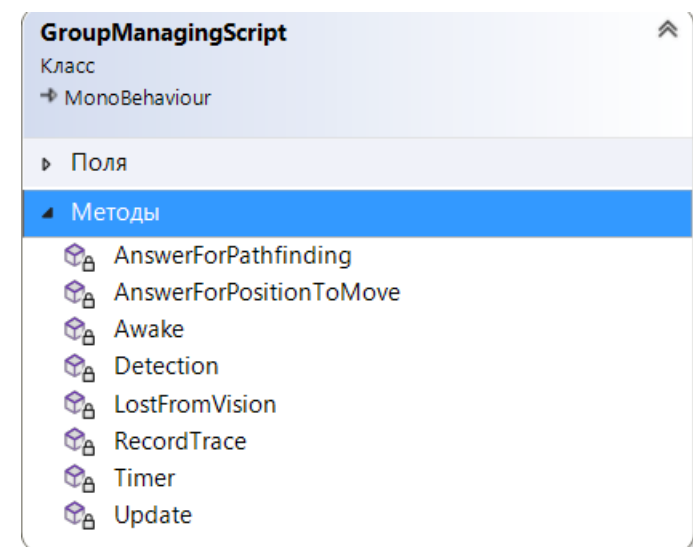 GroupManagingScript
Класс
MonoBehaviour
Поля
Методы
AnswerForPathfinding
AnswerForPositionToMove
Awake
Detection
LostFromVision
RecordTrace
Timer
Update